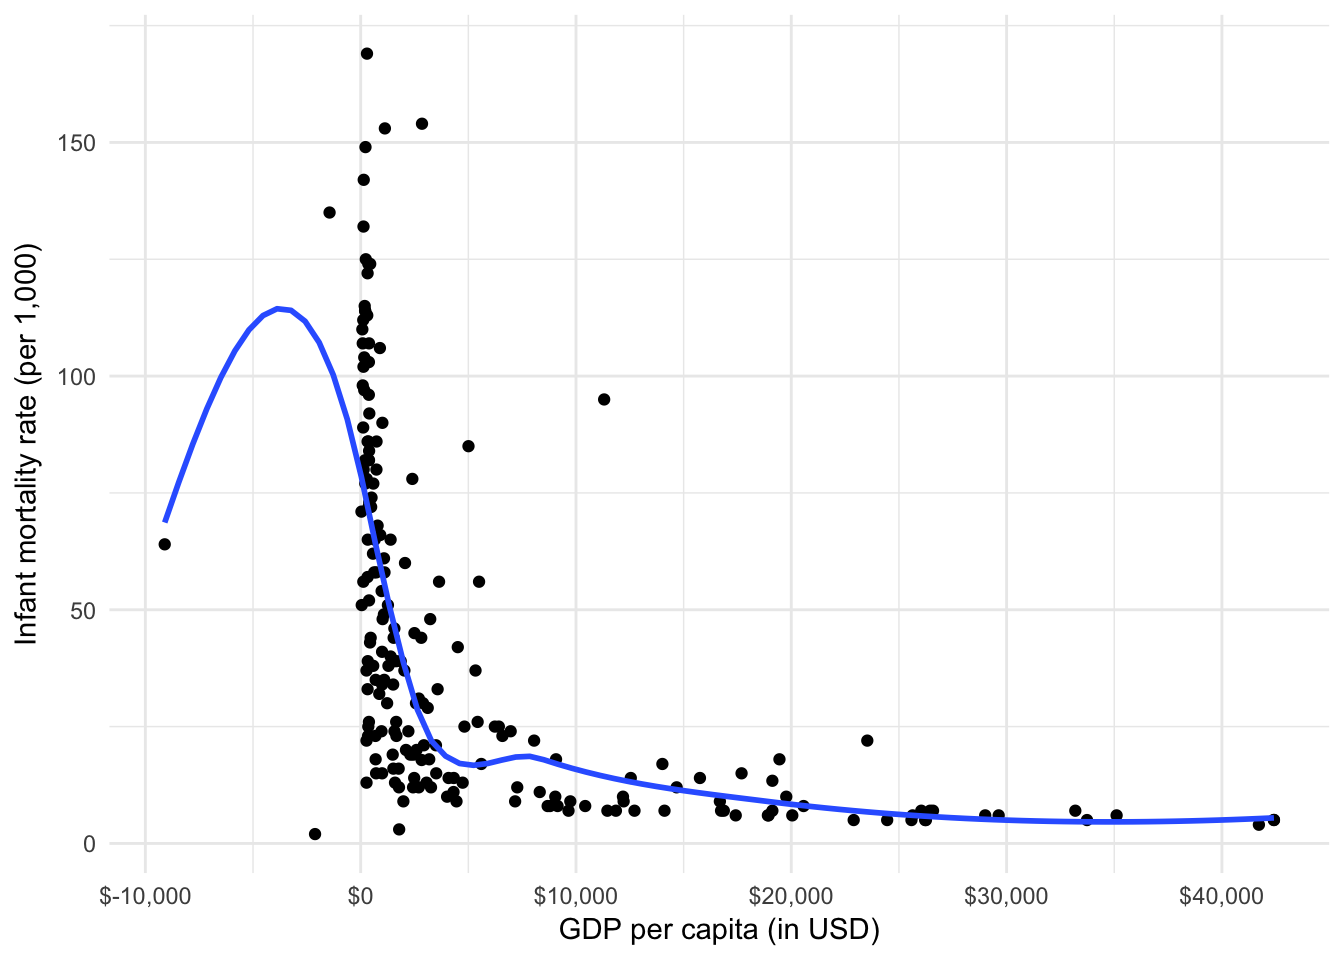 Infant mortality rate (per 1,000)
150
100
50
0
$-10,000 $0 $10,000 $20,000 $30,000 $40,000
GDP per capita (in USD)